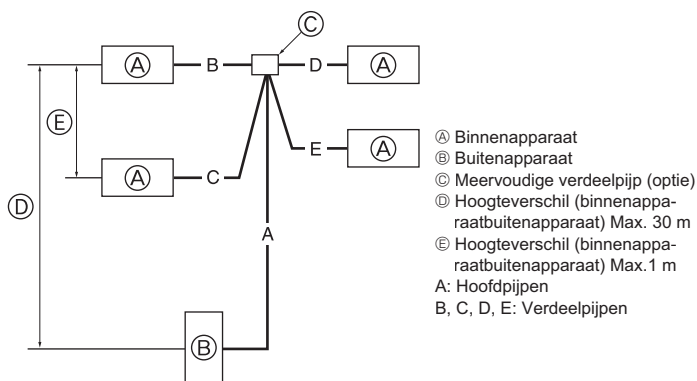 Ⓒ
Ⓐ B D Ⓐ
Ⓔ
E Ⓐ
Ⓐ C
Ⓓ
A
Ⓑ
Ⓐ Binnenapparaat
Ⓑ Buitenapparaat
Ⓒ Meervoudige verdeelpijp (optie)
Ⓓ Hoogteverschil (binnenappa-
raatbuitenapparaat) Max. 30 m
Ⓔ Hoogteverschil (binnenappa-
raatbuitenapparaat) Max.1 m
A: Hoofdpijpen
B, C, D, E: Verdeelpijpen